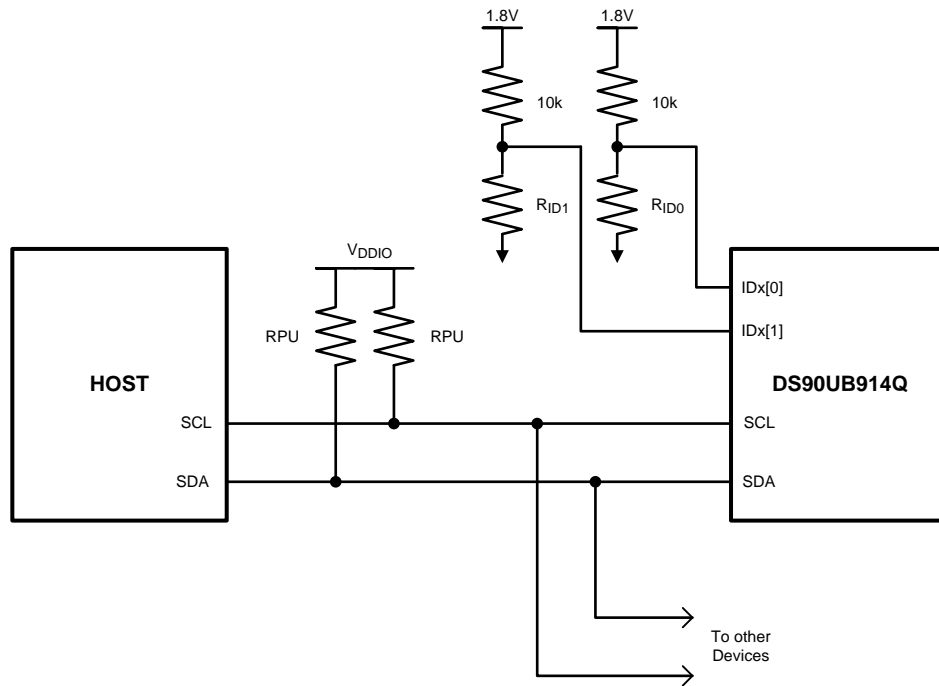 1.8V
1.8V
10k
10k
RID1
RID0
VDDIO
RPU
RPU
HOST
SCL
SDA
IDx[0]
IDx[1]
DS90UB914Q
SCL
SDA
To other
Devices